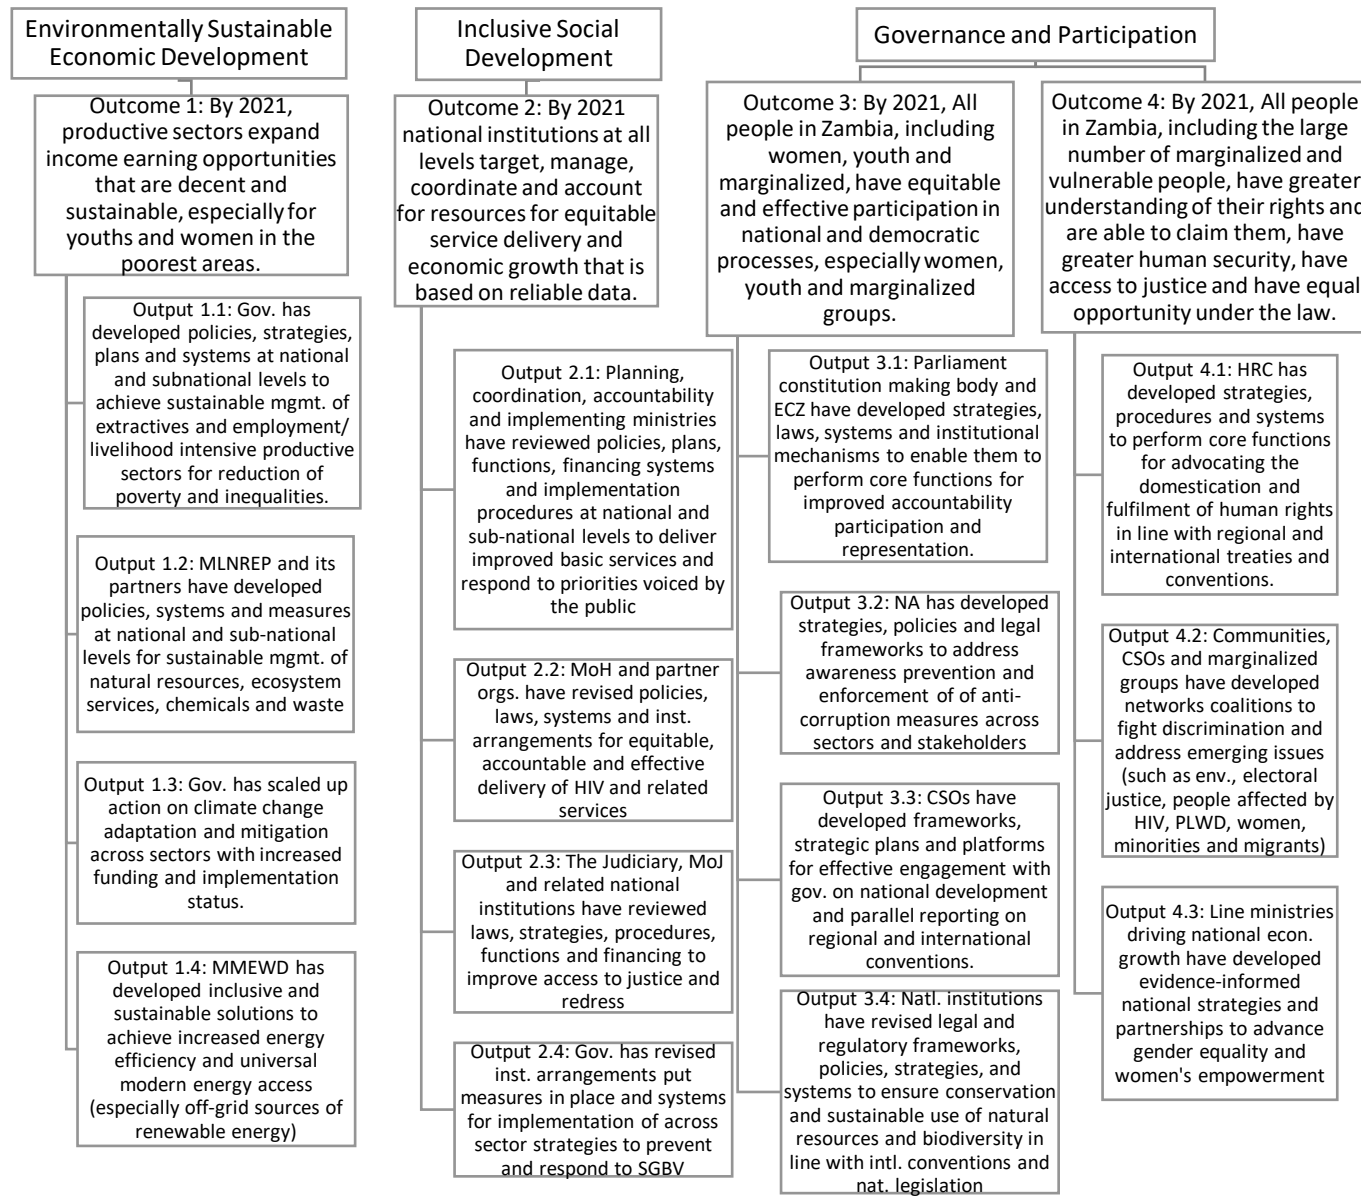 Environmentally Sustainable
Economic Development
Outcome 1: By 2021,
productive sectors expand
income earning opportunities
that are decent and
sustainable, especially for
youths and women in the
poorest areas.
Output 1.1: Gov. has
developed policies, strategies,
plans and systems at national
and subnational levels to
achieve sustainable mgmt. of
extractives and employment/
livelihood intensive productive
sectors for reduction of
poverty and inequalities.
Output 1.2: MLNREP and its
partners have developed
policies, systems and measures
at national and sub-national
levels for sustainable mgmt. of
natural resources, ecosystem
services, chemicals and waste
Output 1.3: Gov. has scaled up
action on climate change
adaptation and mitigation
across sectors with increased
funding and implementation
status.
Output 1.4: MMEWD has
developed inclusive and
sustainable solutions to
achieve increased energy
efficiency and universal
modern energy access
(especially off-grid sources of
renewable energy)
Inclusive Social
Development
Outcome 2: By 2021
national institutions at all
levels target, manage,
coordinate and account
for resources for equitable
service delivery and
economic growth that is
based on reliable data.
Output 2.1: Planning,
coordination, accountability
and implementing ministries
have reviewed policies, plans,
functions, financing systems
and implementation
procedures at national and
sub-national levels to deliver
improved basic services and
respond to priorities voiced by
the public
Output 2.2: MoH and partner
orgs. have revised policies,
laws, systems and inst.
arrangements for equitable,
accountable and effective
delivery of HIV and related
services
Output 2.3: The Judiciary, MoJ
and related national
institutions have reviewed
laws, strategies, procedures,
functions and financing to
improve access to justice and
redress
Output 2.4: Gov. has revised
inst. arrangements put
measures in place and systems
for implementation of across
sector strategies to prevent
and respond to SGBV
Governance and Participation
Outcome 3: By 2021, All
people in Zambia, including
women, youth and
marginalized, have equitable
and effective participation in
national and democratic
processes, especially women,
youth and marginalized
groups.
Output 3.1: Parliament
constitution making body and
ECZ have developed strategies,
laws, systems and institutional
mechanisms to enable them to
perform core functions for
improved accountability
participation and
representation.
Output 3.2: NA has developed
strategies, policies and legal
frameworks to address
awareness prevention and
enforcement of of anti-
corruption measures across
sectors and stakeholders
Output 3.3: CSOs have
developed frameworks,
strategic plans and platforms
for effective engagement with
gov. on national development
and parallel reporting on
regional and international
conventions.
Output 3.4: Natl. institutions
have revised legal and
regulatory frameworks,
policies, strategies, and
systems to ensure conservation
and sustainable use of natural
resources and biodiversity in
line with intl. conventions and
nat. legislation
Outcome 4: By 2021, All people
in Zambia, including the large
number of marginalized and
vulnerable people, have greater
understanding of their rights and
are able to claim them, have
greater human security, have
access to justice and have equal
opportunity under the law.
Output 4.1: HRC has
developed strategies,
procedures and systems
to perform core functions
for advocating the
domestication and
fulfilment of human rights
in line with regional and
international treaties and
conventions.
Output 4.2: Communities,
CSOs and marginalized
groups have developed
networks coalitions to
fight discrimination and
address emerging issues
(such as env., electoral
justice, people affected by
HIV, PLWD, women,
minorities and migrants)
Output 4.3: Line ministries
driving national econ.
growth have developed
evidence-informed
national strategies and
partnerships to advance
gender equality and
women's empowerment